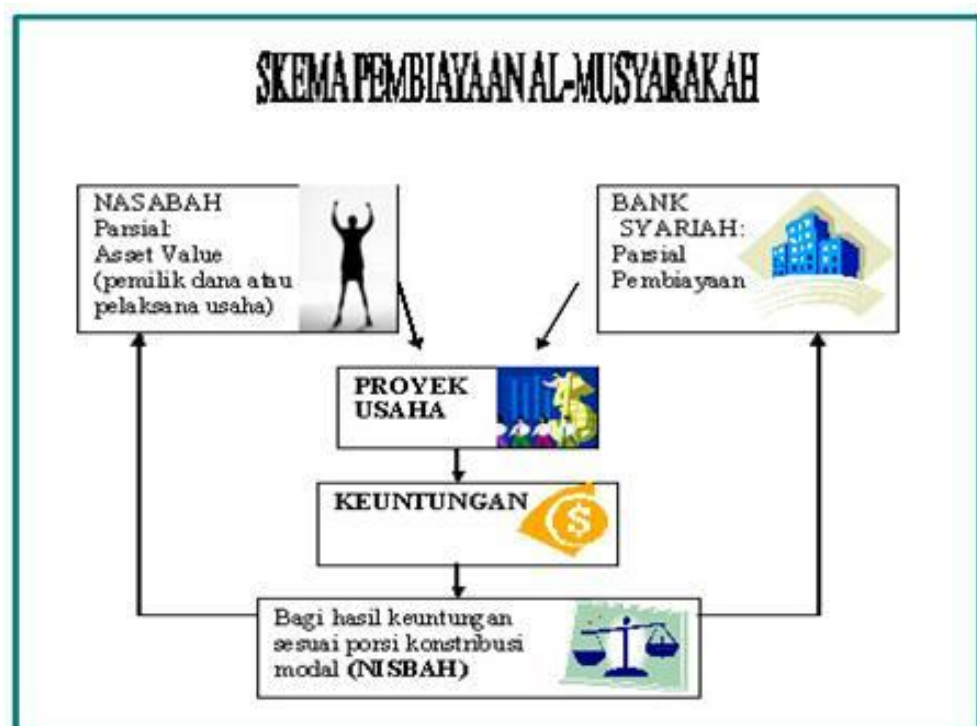 SKEMA PEMBIAYAAN AL-MUSYARAKAH
NASABAH
Parsial:
Asset Value
(pemilik dana atau
pelaksana usaha)
BANK
SYARIAH:
Parsial
Pembiayaan
PROYEK
USAHA
KEUNTUNGAN
$
Bagi hasil keuntungan
sesuai porsi konstribusi
modal (NISBAH)